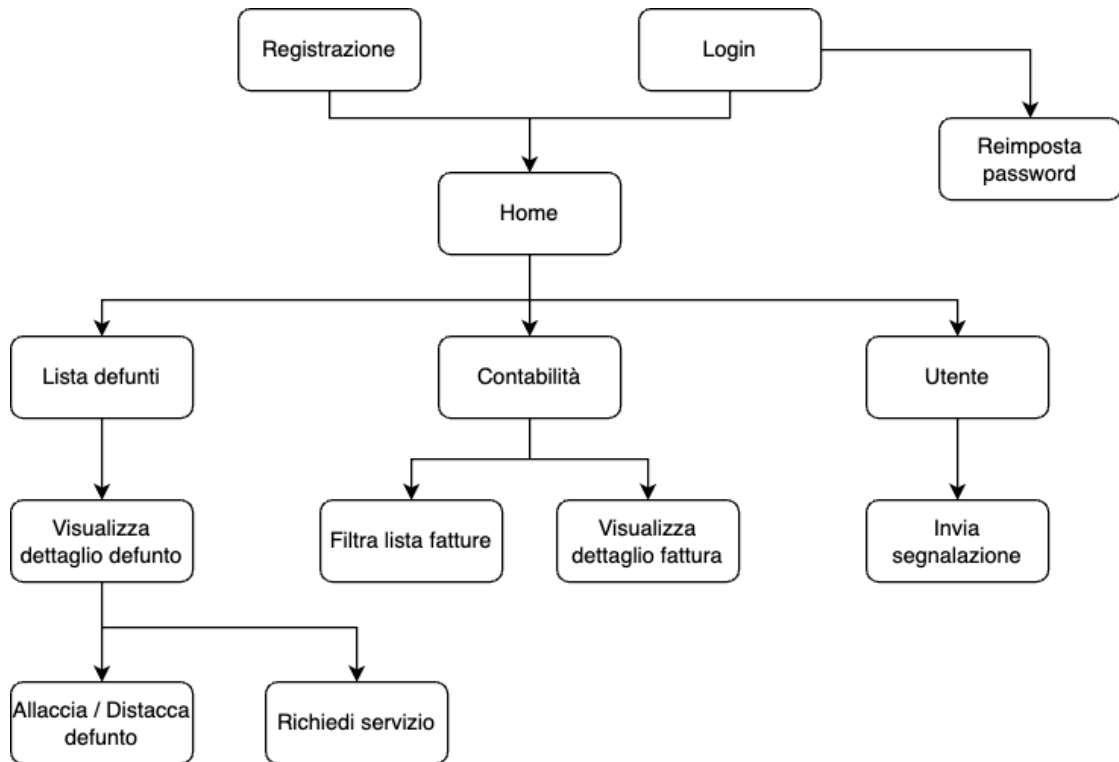 Registrazione
Login
Reimposta
password
Home
Lista defunti
Contabilità
Utente
Visualizza
dettaglio defunto
Filtra lista fatture
Visualizza
dettaglio fattura
Invia
segnalazione
Allaccia / Distacca
defunto
Richiedi servizio